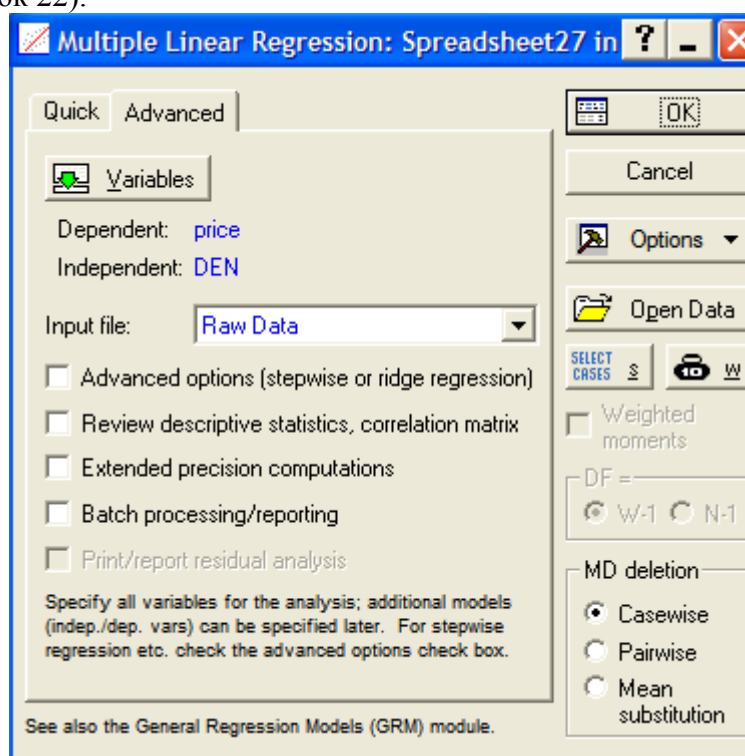 ok 22).
Multiple Linear Regression: Spreadsheet27 in
Quick Advanced
Variables
Dependent: price
Independent: DEN
Input file: Raw Data
Advanced options (stepwise or ridge regression)
Review descriptive statistics, correlation matrix
Extended precision computations
Batch processing/reporting
Print/report residual analysis
Specify all variables for the analysis; additional models
(indep./dep. vars) can be specified later. For stepwise
regression etc. check the advanced options check box.
See also the General Regression Models (GRM) module.
OK
Cancel
Options
Open Data
SELECT
CASES S W
Weighted
moments
DF =
W-1 N-1
MD deletion
Casewise
Pairwise
Mean
substitution